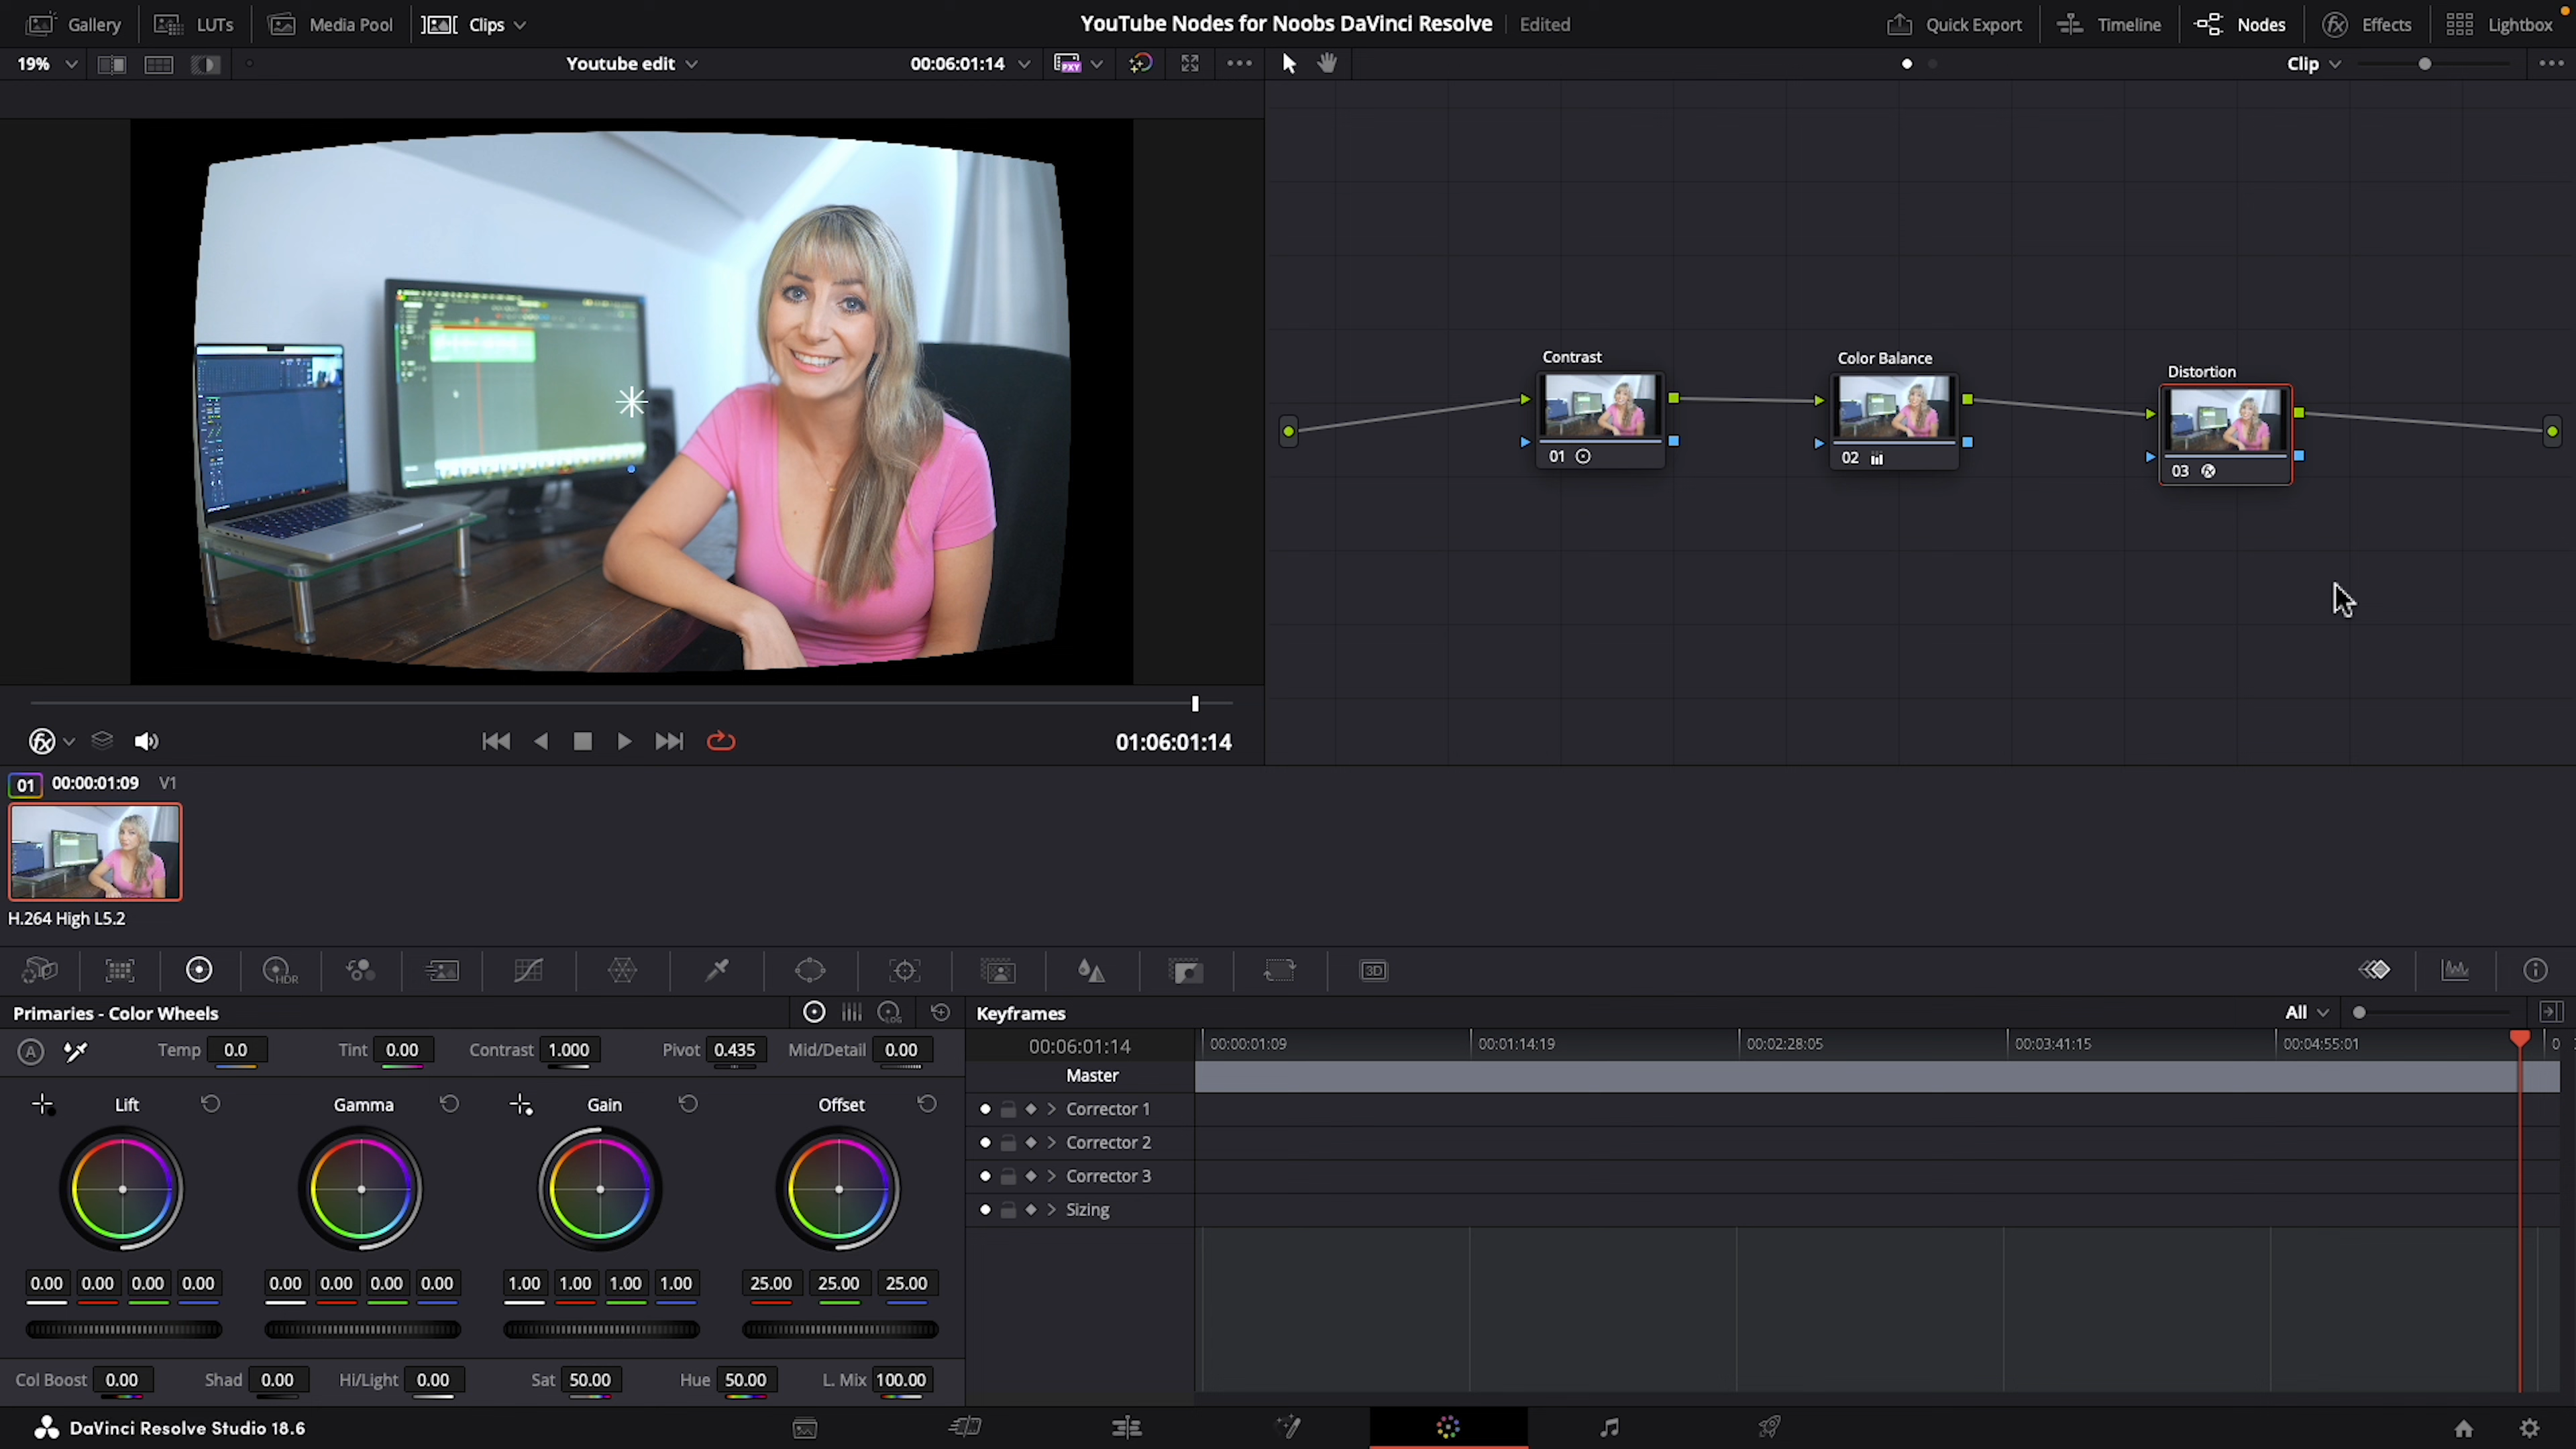 Gallery LUTs Media Pool Clips YouTube Nodes for Noobs DaVinci Resolve Edited Quick Export Timeline Nodes Effects Lightbox
19% Youtube edit 00:06:01:14 PXY Clip
Contrast
Color Balance
Distortion
01
02
03
01:06:01:14
01 00:00:01:09 V1
H.264 High L5.2
HDR
3D
Primaries - Color Wheels
LOG
Keyframes
All
A Temp 0.0 Tint 0.00 Contrast 1.000 Pivot 0.435 Mid/Detail 0.00
00:06:01:14 00:00:01:09 00:01:14:19 00:02:28:05 00:03:41:15 00:04:55:01 0
Master
Lift Gamma Gain Offset
Corrector 1
Corrector 2
Corrector 3
Sizing
0.00 0.00 0.00 0.00 0.00 0.00 0.00 0.00 1.00 1.00 1.00 1.00 25.00 25.00 25.00
Col Boost 0.00 Shad 0.00 Hi/Light 0.00 Sat 50.00 Hue 50.00 L. Mix 100.00
DaVinci Resolve Studio 18.6